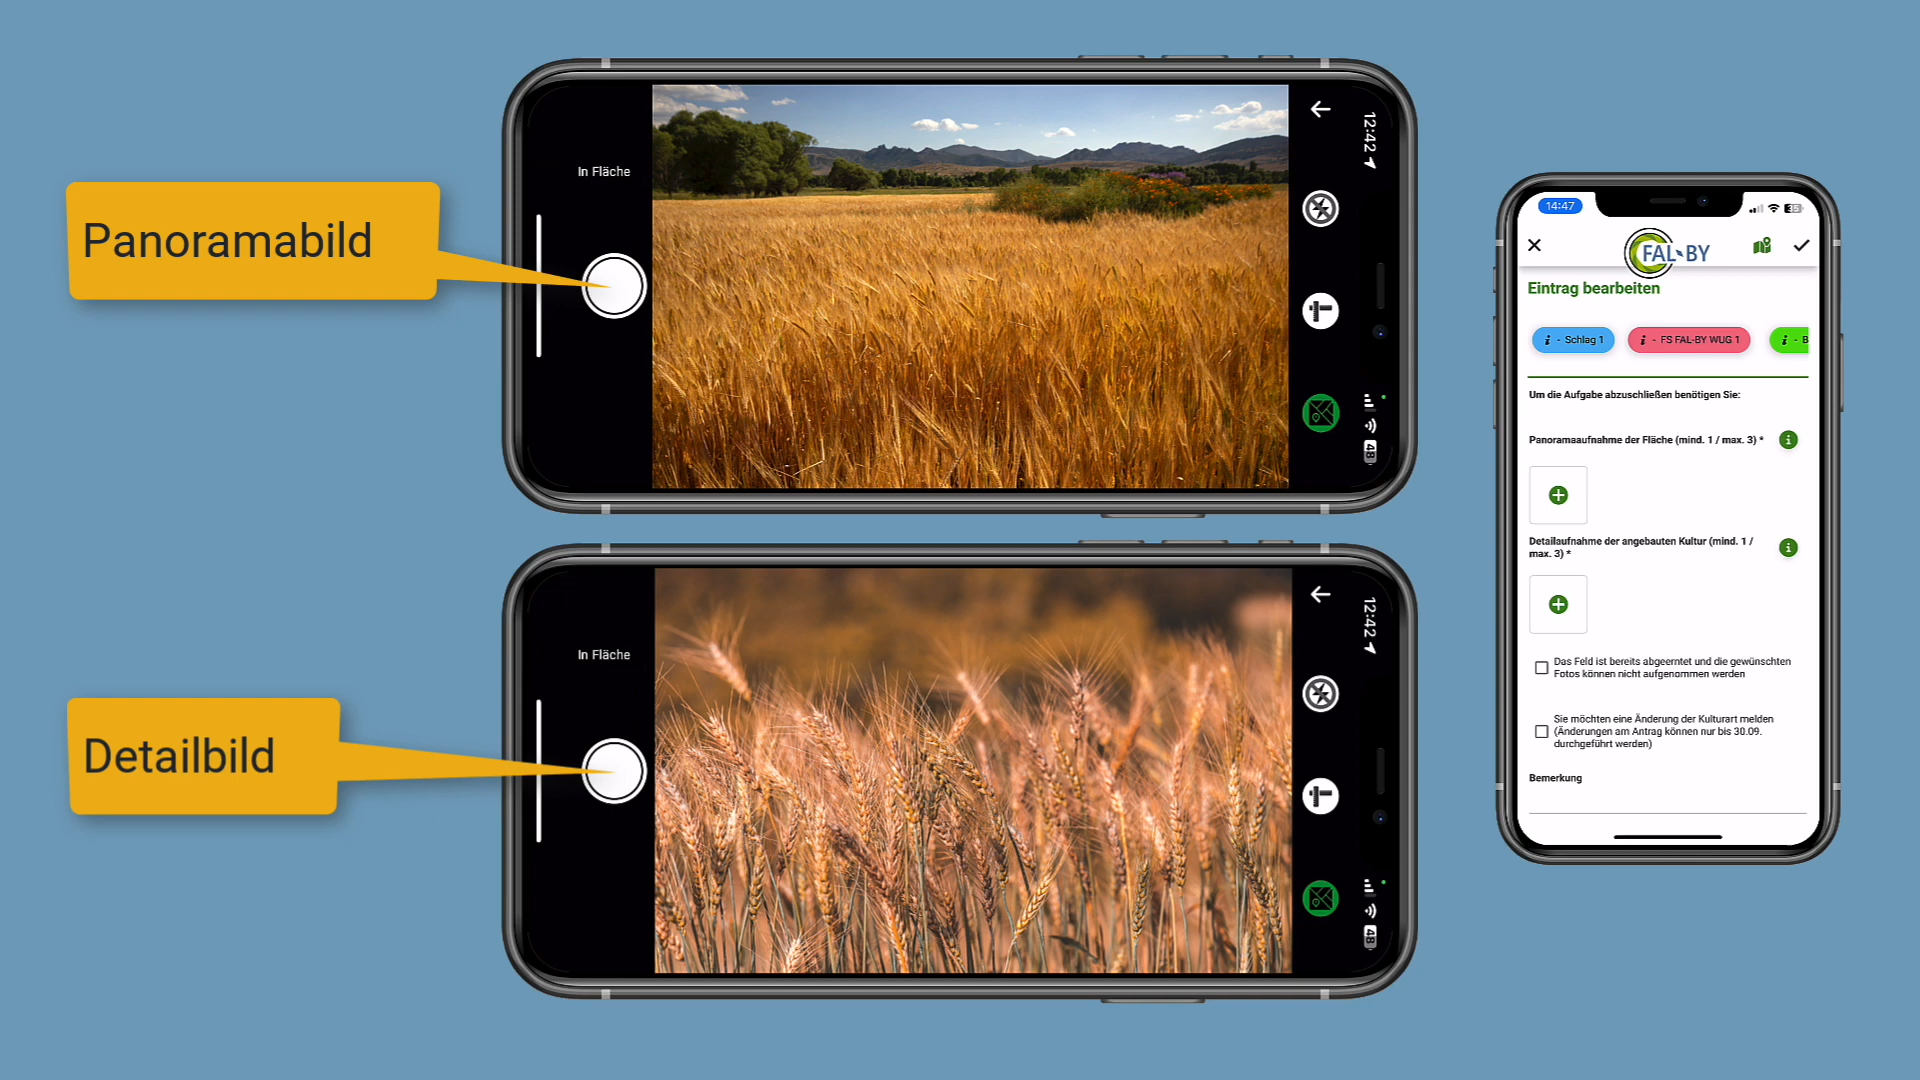 Panoramabild
In Fläche
12:42
48
Detailbild
In Fläche
12:42
48
14:47
35
FAL-BY
Eintrag bearbeiten
i - Schlag 1
i - FS FAL-BY WUG 1
i - B
Um die Aufgabe abzuschließen benötigen Sie:
Panoramaaufnahme der Fläche (mind. 1 / max. 3) *
Detailaufnahme der angebauten Kultur (mind. 1 /
max. 3) *
Das Feld ist bereits abgeerntet und die gewünschten
Fotos können nicht aufgenommen werden
Sie möchten eine Änderung der Kulturart melden
(Änderungen am Antrag können nur bis 30.09.
durchgeführt werden)
Bemerkung